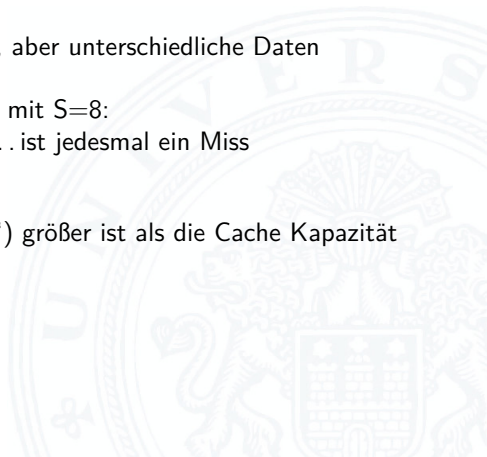 , aber unterschiedliche Daten
mit S=8:
. . ist jedesmal ein Miss
“) größer ist als die Cache Kapazität
U N I V E R S